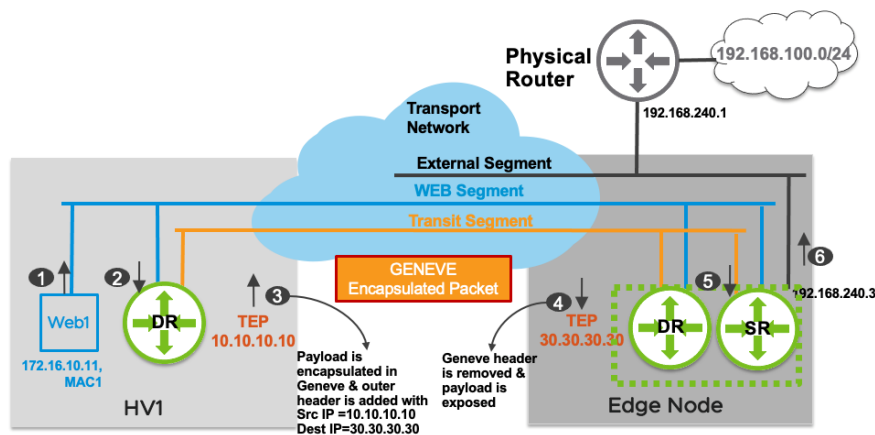 Physical
Router
192.168.100.0/24
192.168.240.1
Transport
Network
External Segment
WEB Segment
Transit Segment
GENEVE
Encapsulated Packet
1
2
3
4
5
6
Web1
DR
TEP
10.10.10.10
TEP
30.30.30.30
DR
SR
192.168.240.3
172.16.10.11,
MAC1
Payload is
encapsulated in
Geneve & outer
header is added with
Src IP =10.10.10.10
Dest IP=30.30.30.30
Geneve header
is removed &
payload is
exposed
HV1
Edge Node